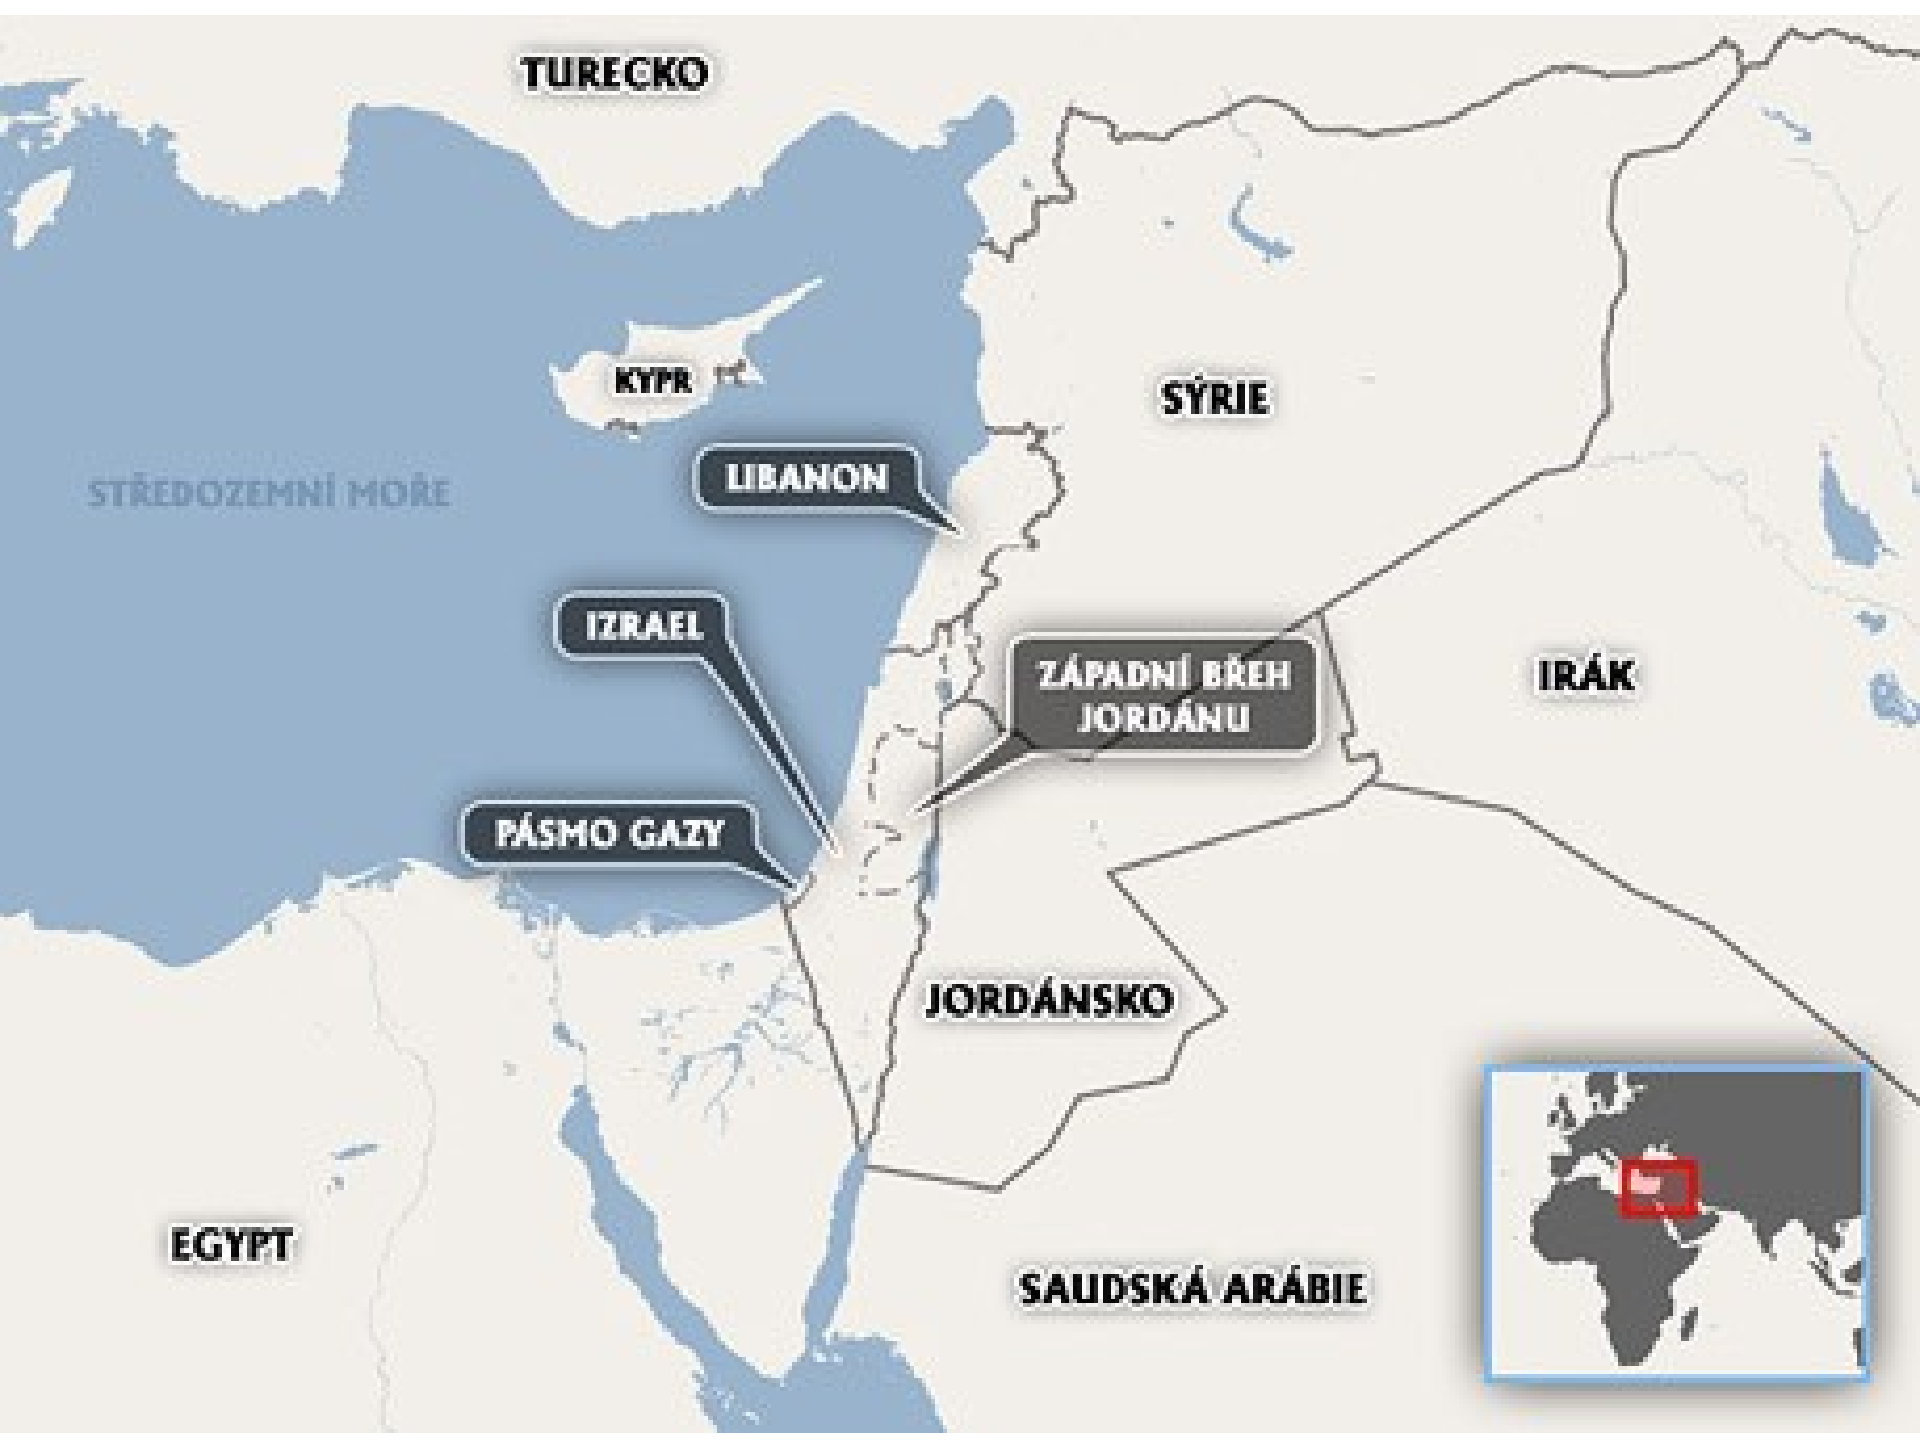 TURECKO
KYPR
SÝRIE
LIBANON
STŘEDOZEMNÍ MOŘE
IZRAEL
ZÁPADNÍ BŘEH
JORDÁNU
IRÁK
PÁSMO GAZY
JORDÁNSKO
EGYPT
SAUDSKÁ ARÁBIE